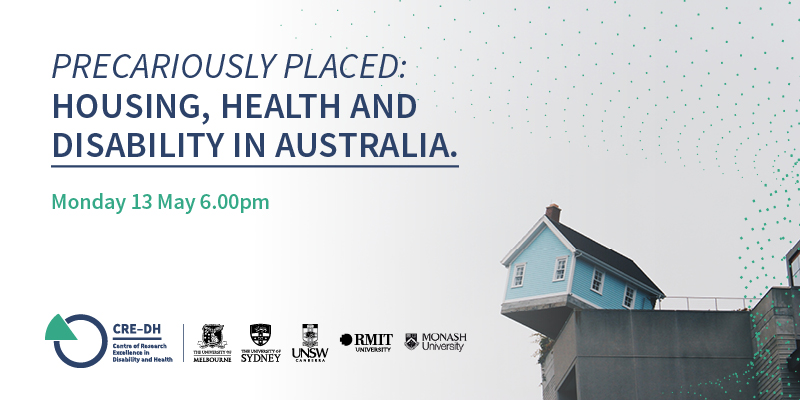 PRECARIOUSLY PLACED:
HOUSING, HEALTH AND
DISABILITY IN AUSTRALIA.
Monday 13 May 6.00pm
CRE–DH
Centre of Research
Excellence in
Disability and Health
THE UNIVERSITY OF
MELBOURNE
THE UNIVERSITY OF
SYDNEY
UNSW
CANBERRA
RMIT
UNIVERSITY
MONASH
University